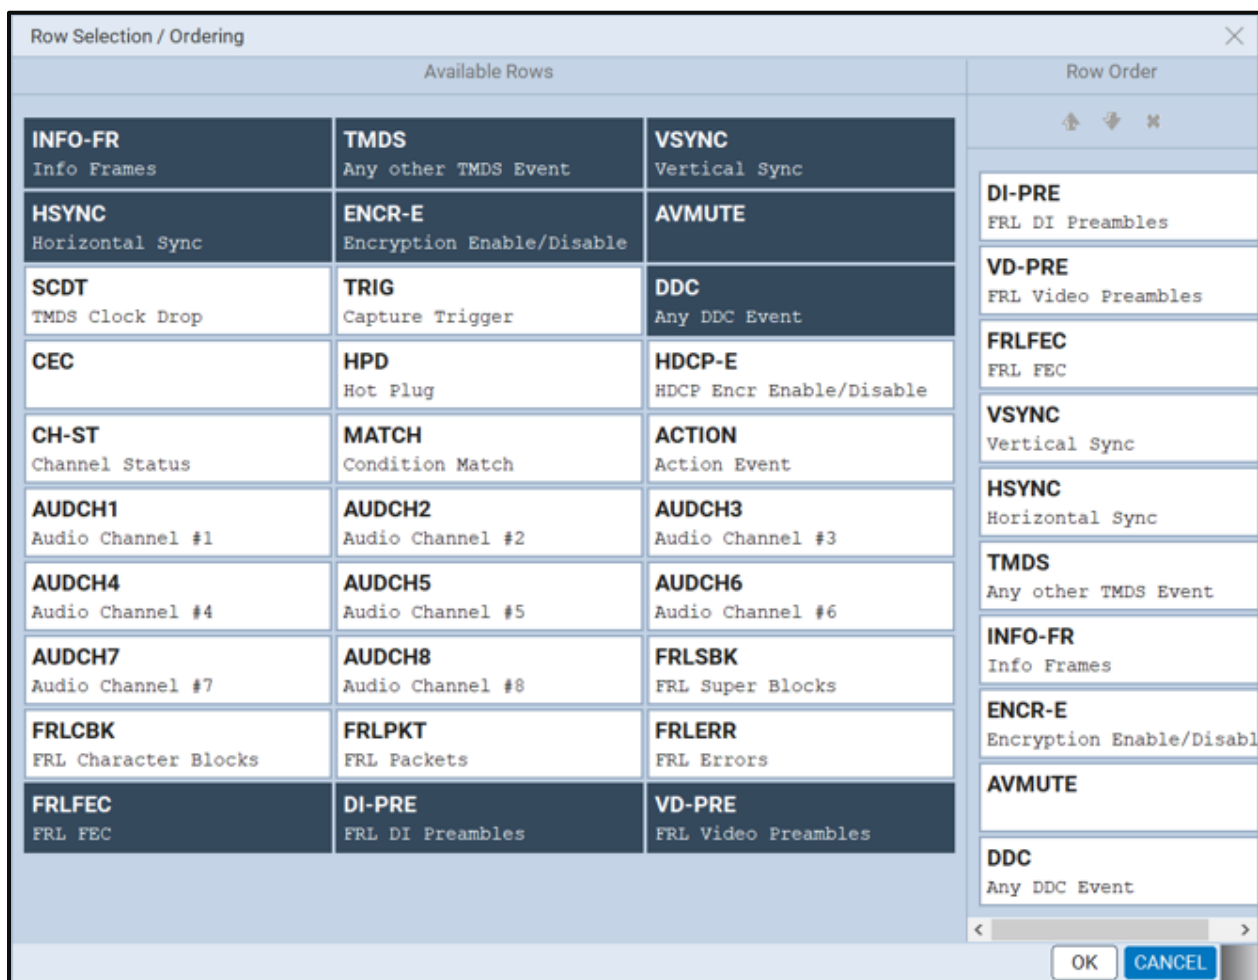 Row Selection / Ordering
Available Rows
Row Order
INFO-FR
Info Frames
TMDS
Any other TMDS Event
VSYNC
Vertical Sync
HSYNC
Horizontal Sync
ENCR-E
Encryption Enable/Disable
AVMUTE
SCDT
TMDS Clock Drop
TRIG
Capture Trigger
DDC
Any DDC Event
CEC
HPD
Hot Plug
HDCP-E
HDCP Encr Enable/Disable
CH-ST
Channel Status
MATCH
Condition Match
ACTION
Action Event
AUDCH1
Audio Channel #1
AUDCH2
Audio Channel #2
AUDCH3
Audio Channel #3
AUDCH4
Audio Channel #4
AUDCH5
Audio Channel #5
AUDCH6
Audio Channel #6
AUDCH7
Audio Channel #7
AUDCH8
Audio Channel #8
FRLSBK
FRL Super Blocks
FRLCBK
FRL Character Blocks
FRLPKT
FRL Packets
FRLERR
FRL Errors
FRLFEC
FRL FEC
DI-PRE
FRL DI Preambles
VD-PRE
FRL Video Preambles
DI-PRE
FRL DI Preambles
VD-PRE
FRL Video Preambles
FRLFEC
FRL FEC
VSYNC
Vertical Sync
HSYNC
Horizontal Sync
TMDS
Any other TMDS Event
INFO-FR
Info Frames
ENCR-E
Encryption Enable/Disabl
AVMUTE
DDC
Any DDC Event
OK
CANCEL